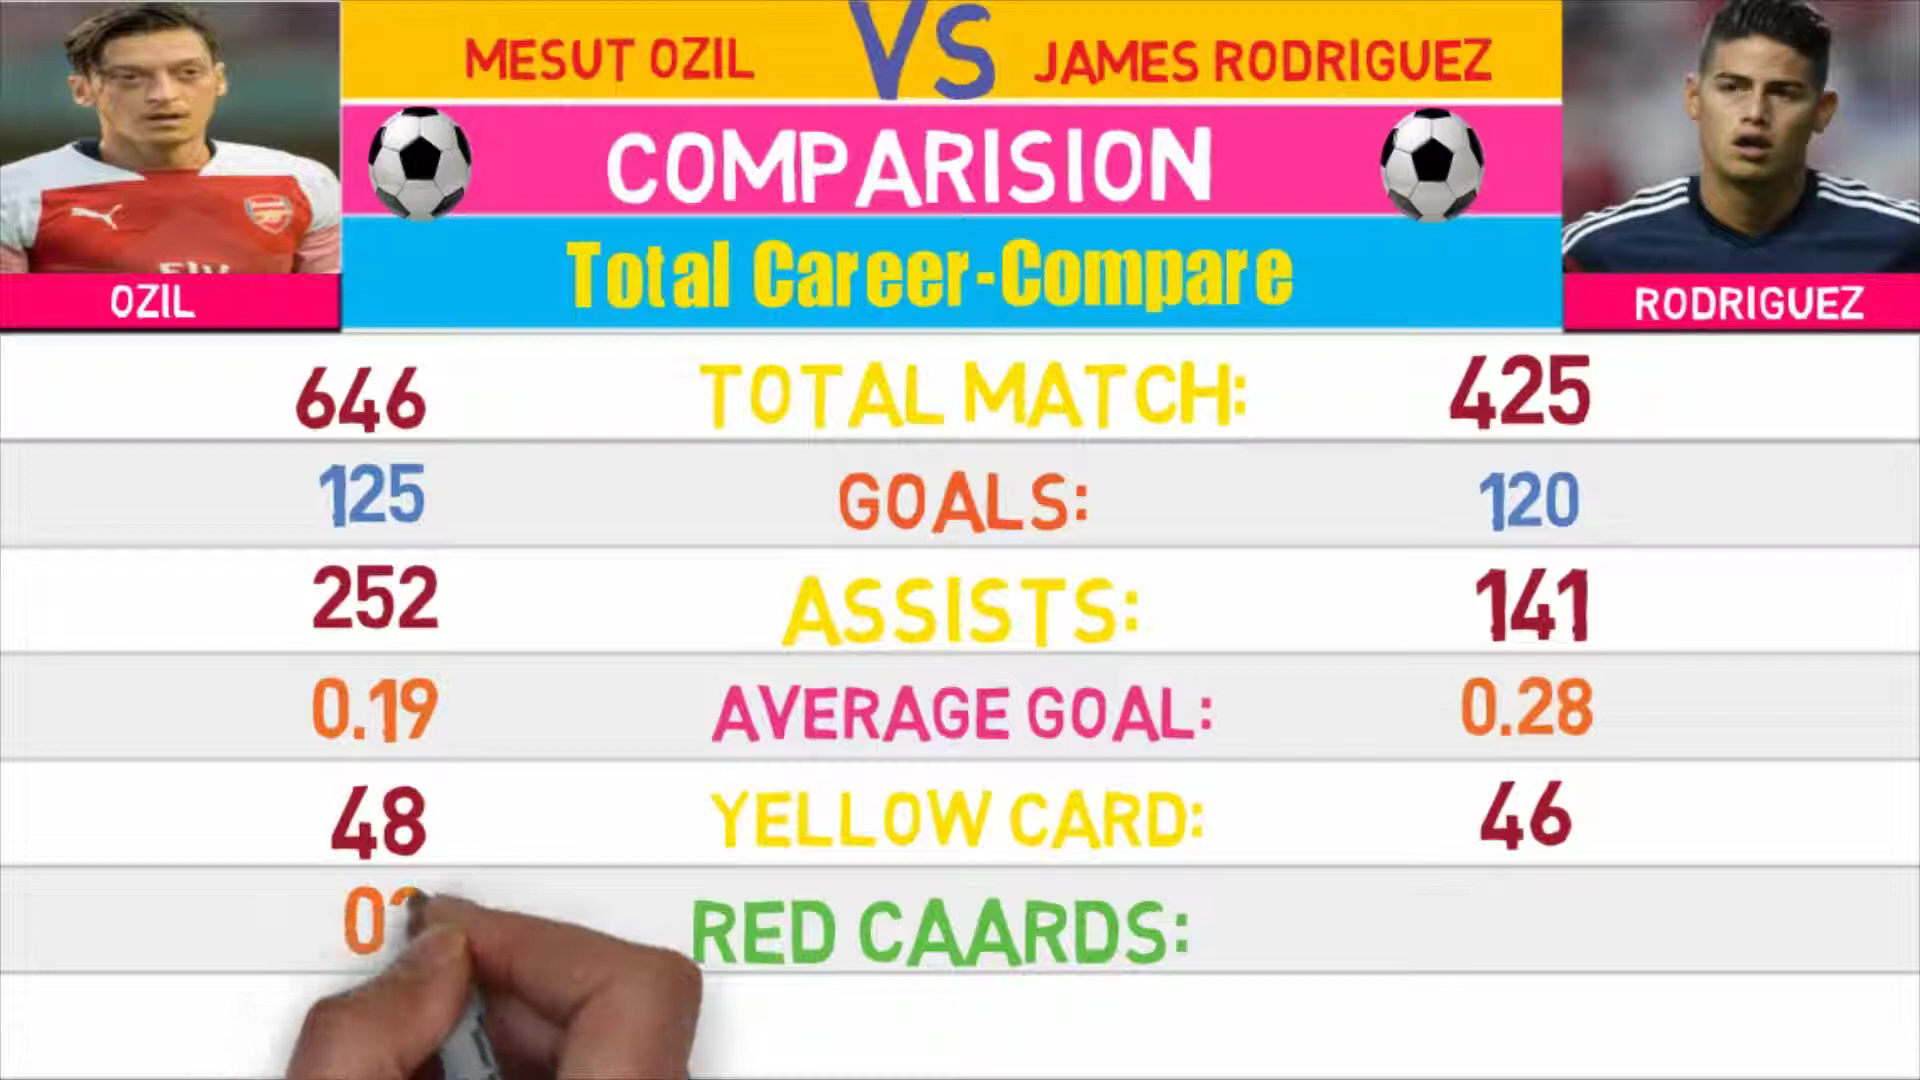 MESUT OZIL VS JAMES RODRIGUEZ
COMPARISION
Total Career-Compare
OZIL
RODRIGUEZ
646 TOTAL MATCH: 425
125 GOALS: 120
252 ASSISTS: 141
0.19 AVERAGE GOAL: 0.28
48 YELLOW CARD: 46
RED CAARDS: